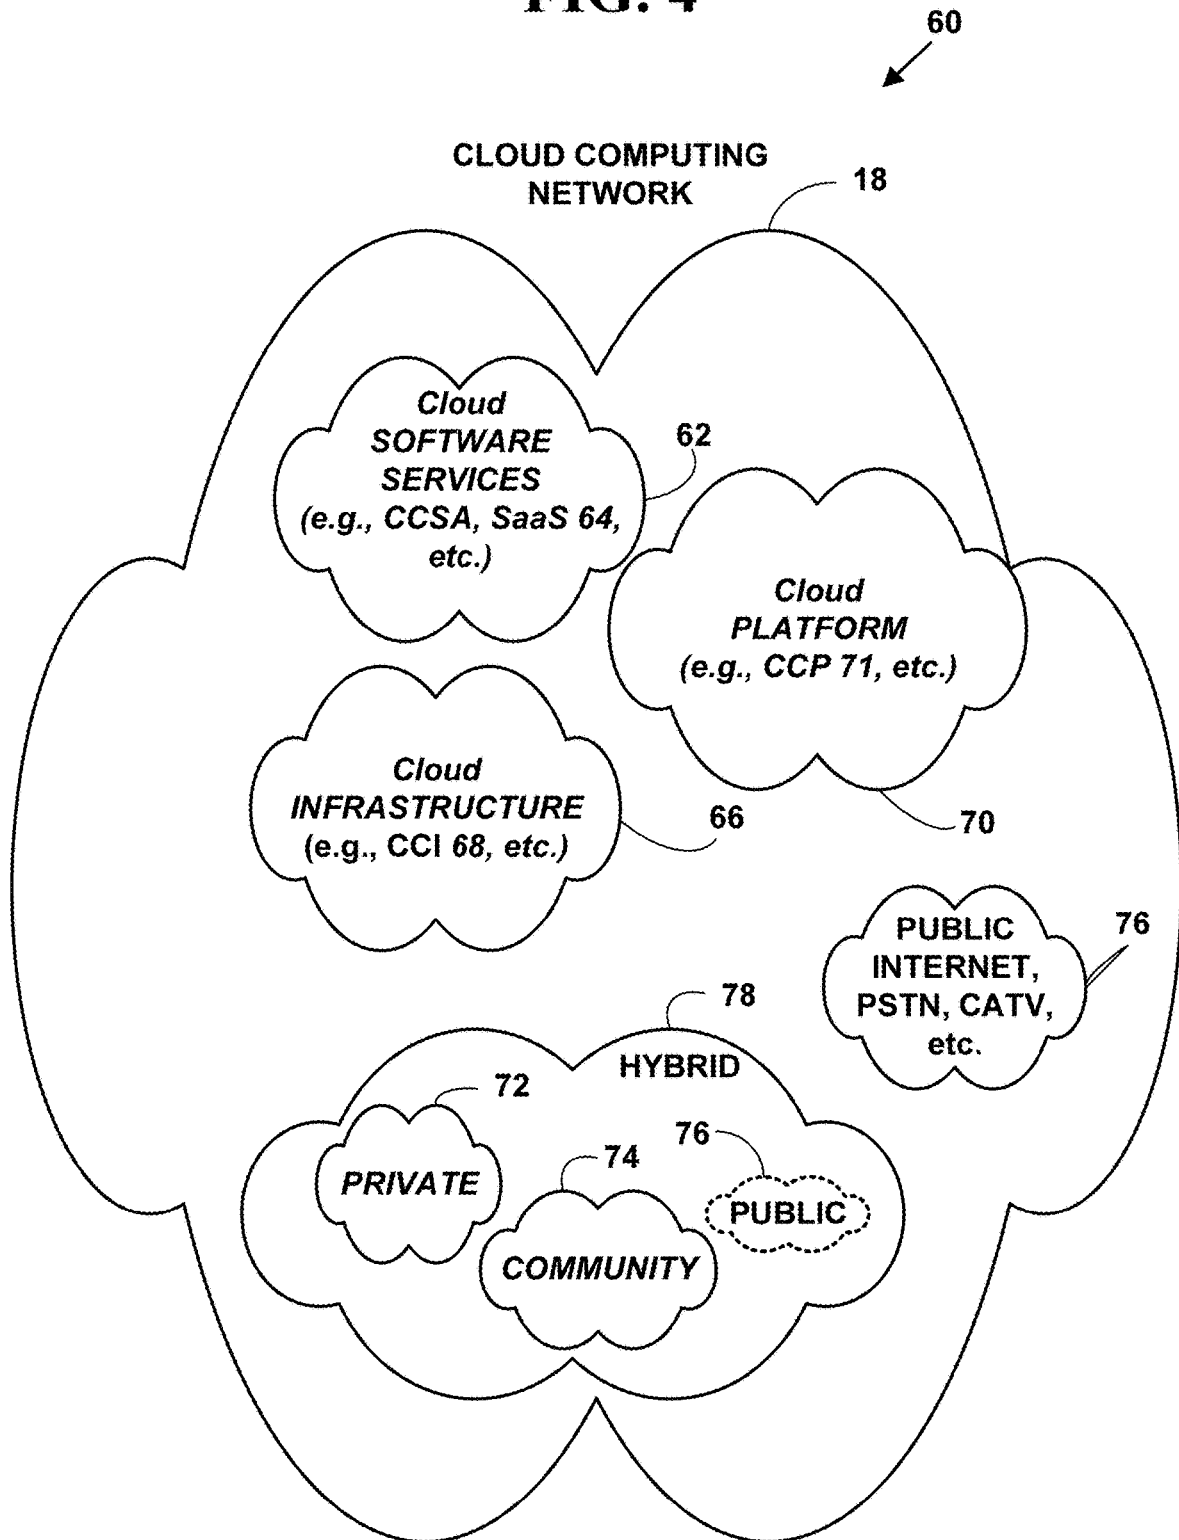 FIG. 4
60
CLOUD COMPUTING
NETWORK
18
Cloud
SOFTWARE
SERVICES
(e.g., CCSA, SaaS 64,
etc.)
62
Cloud
PLATFORM
(e.g., CCP 71, etc.)
70
Cloud
INFRASTRUCTURE
(e.g., CCI 68, etc.)
66
PUBLIC
INTERNET,
PSTN, CATV,
etc.
76
78
HYBRID
72
PRIVATE
74
COMMUNITY
76
PUBLIC